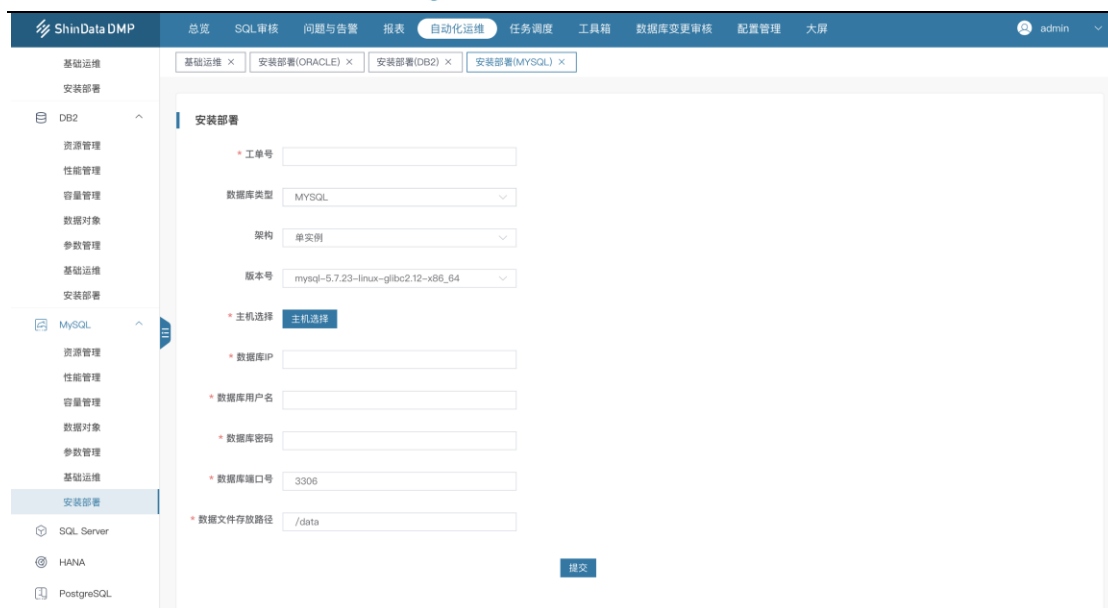 ShinData DMP 总览 SQL审核 问题与告警 报表 自动化运维 任务调度 工具箱 数据库变更审核 配置管理 大屏 admin
基础运维 × 安装部署(ORACLE) × 安装部署(DB2) × 安装部署(MYSQL) ×
基础运维
安装部署
DB2
资源管理
性能管理
容量管理
数据对象
参数管理
基础运维
安装部署
MySQL
资源管理
性能管理
容量管理
数据对象
参数管理
基础运维
安装部署
SQL Server
HANA
PostgreSQL
安装部署
* 工单号
数据库类型 MYSQL
架构 单实例
版本号 mysql-5.7.23-linux-glibc2.12-x86_64
* 主机选择 主机选择
* 数据库IP
* 数据库用户名
* 数据库密码
* 数据库端口号 3306
* 数据文件存放路径 /data
提交